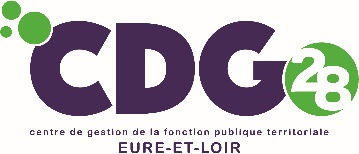 CDG28
centre de gestion de la fonction publique territoriale
EURE-ET-LOIR